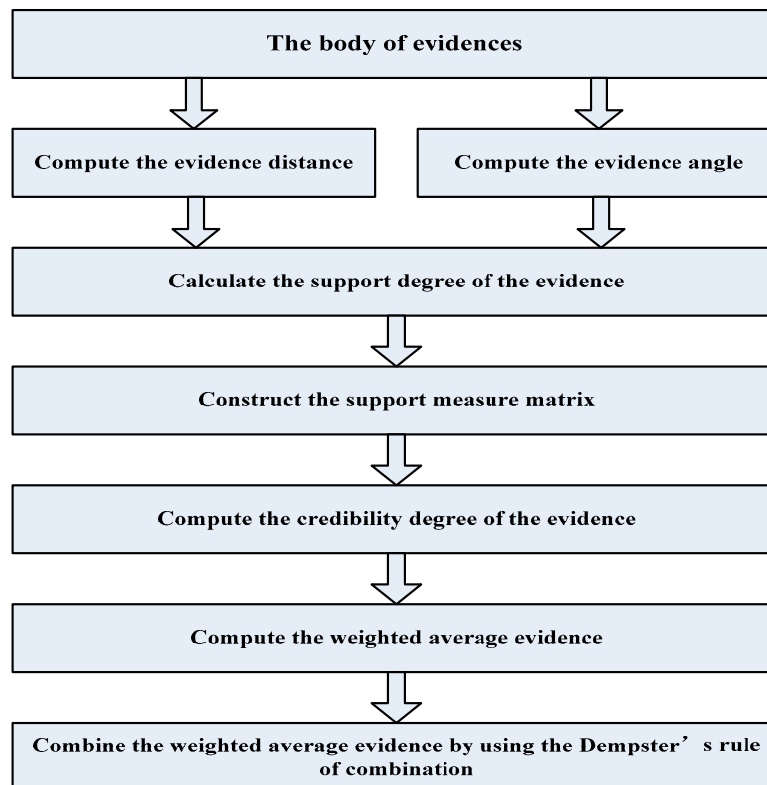 The body of evidences
Compute the evidence distance
Compute the evidence angle
Calculate the support degree of the evidence
Construct the support measure matrix
Compute the credibility degree of the evidence
Compute the weighted average evidence
Combine the weighted average evidence by using the Dempster’s rule
of combination